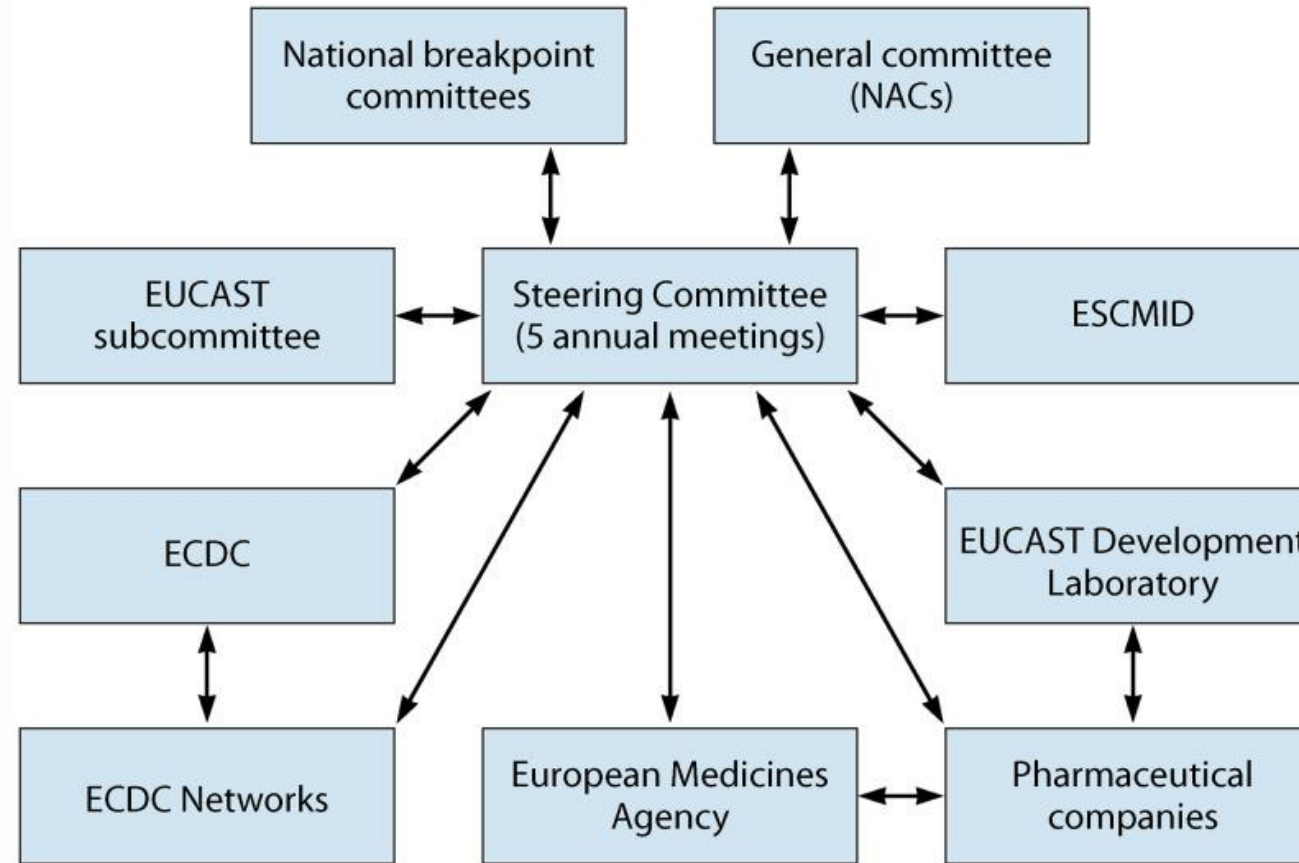 National breakpoint
committees
General committee
(NACs)
EUCAST
subcommittee
Steering Committee
(5 annual meetings)
ESCMID
ECDC
EUCAST Development
Laboratory
ECDC Networks
European Medicines
Agency
Pharmaceutical
companies